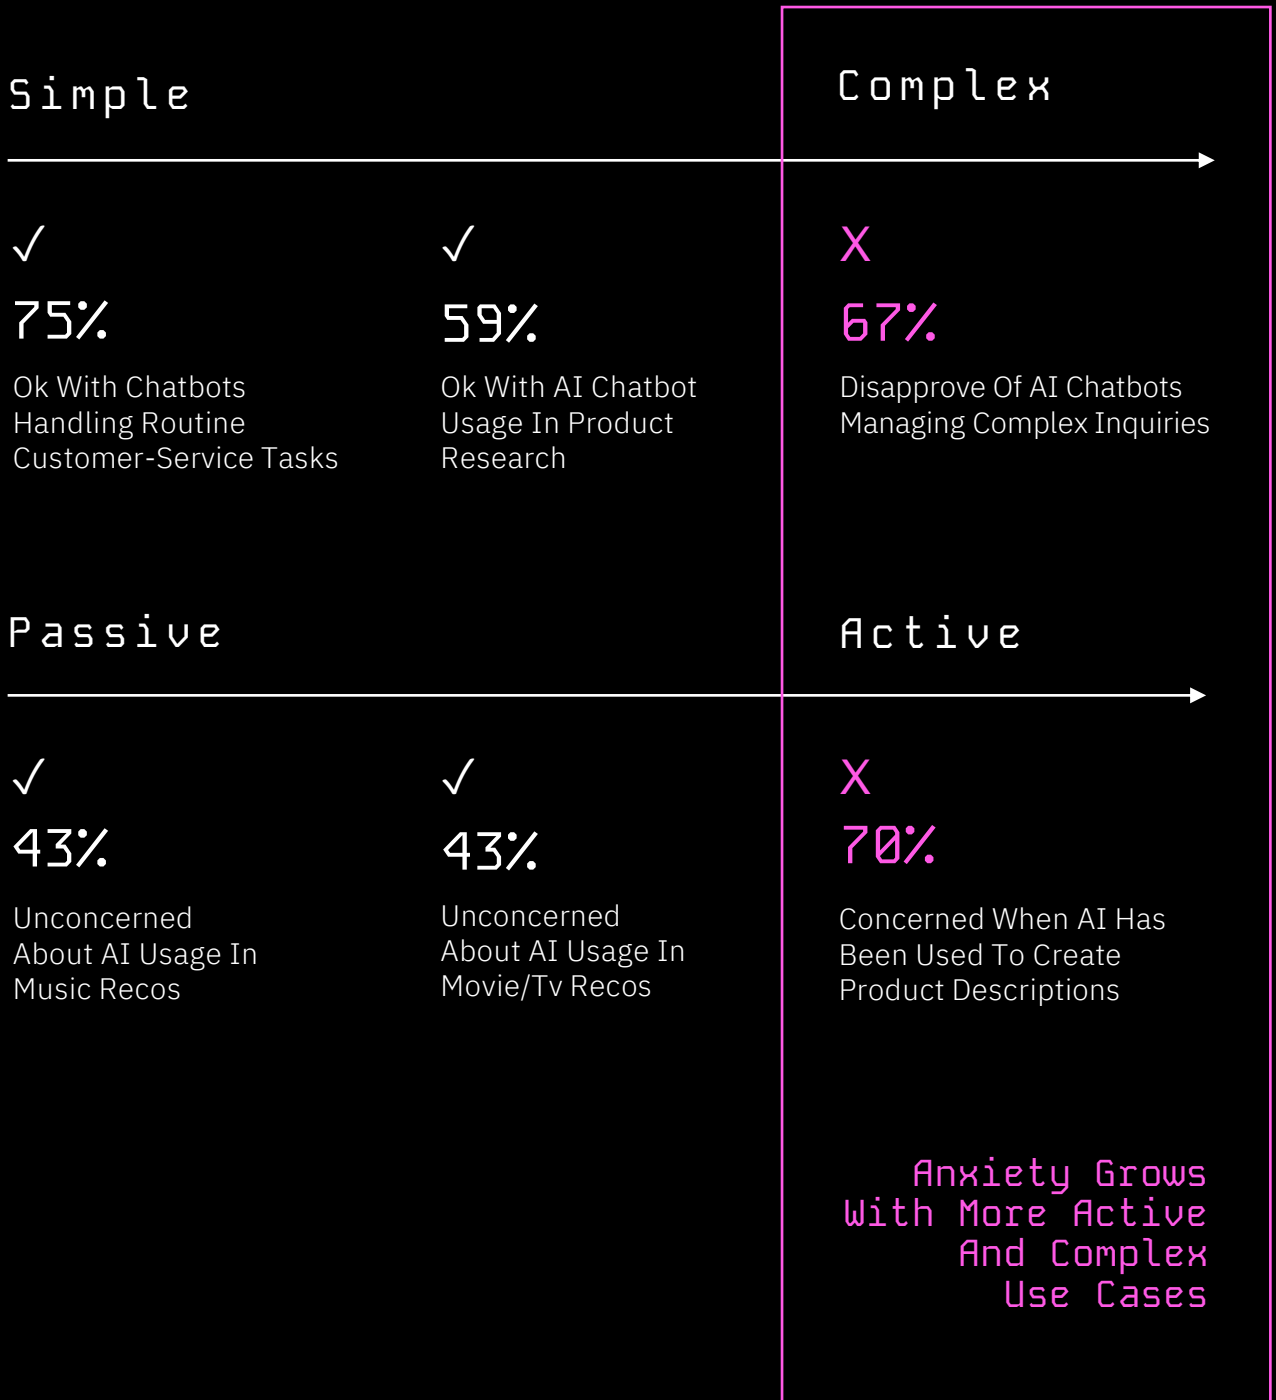 Simple
Complex
✓
✓
X
75%
59%
67%
Ok With Chatbots
Handling Routine
Customer-Service Tasks
Ok With AI Chatbot
Usage In Product
Research
Disapprove Of AI Chatbots
Managing Complex Inquiries
Passive
Active
✓
✓
X
43%
43%
70%
Unconcerned
About AI Usage In
Music Recos
Unconcerned
About AI Usage In
Movie/Tv Recos
Concerned When AI Has
Been Used To Create
Product Descriptions
Anxiety Grows
With More Active
And Complex
Use Cases